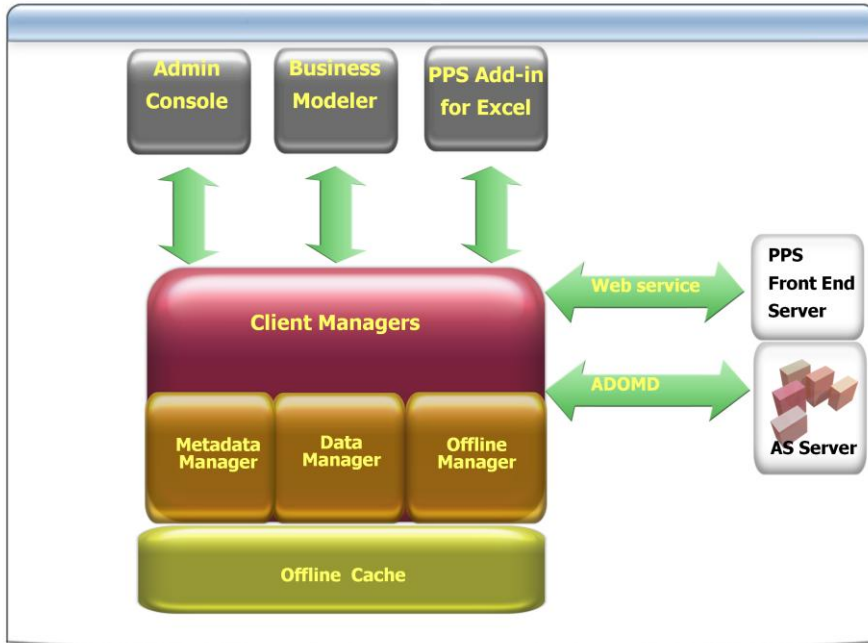 Admin
Console
Business
Modeler
PPS Add-in
for Excel
Client Managers
Web service
PPS
Front End
Server
ADOMD
AS Server
Metadata
Manager
Data
Manager
Offline
Manager
Offline Cache